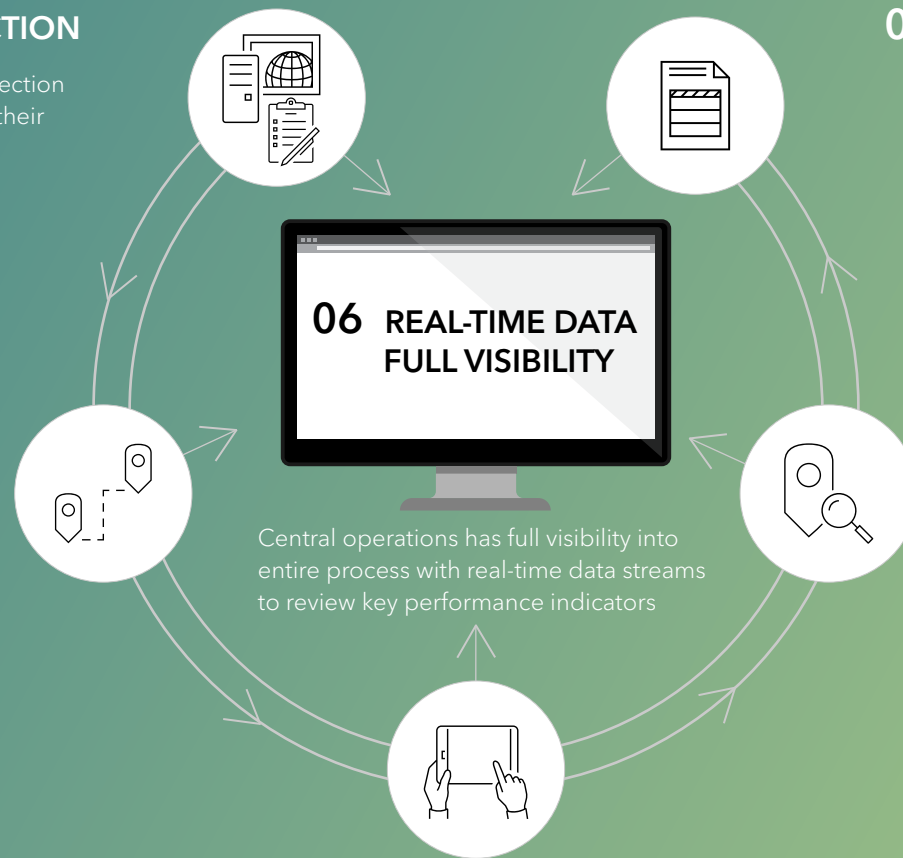 CTION
0
ection
their
06 REAL-TIME DATA
FULL VISIBILITY
Central operations has full visibility into
entire process with real-time data streams
to review key performance indicators